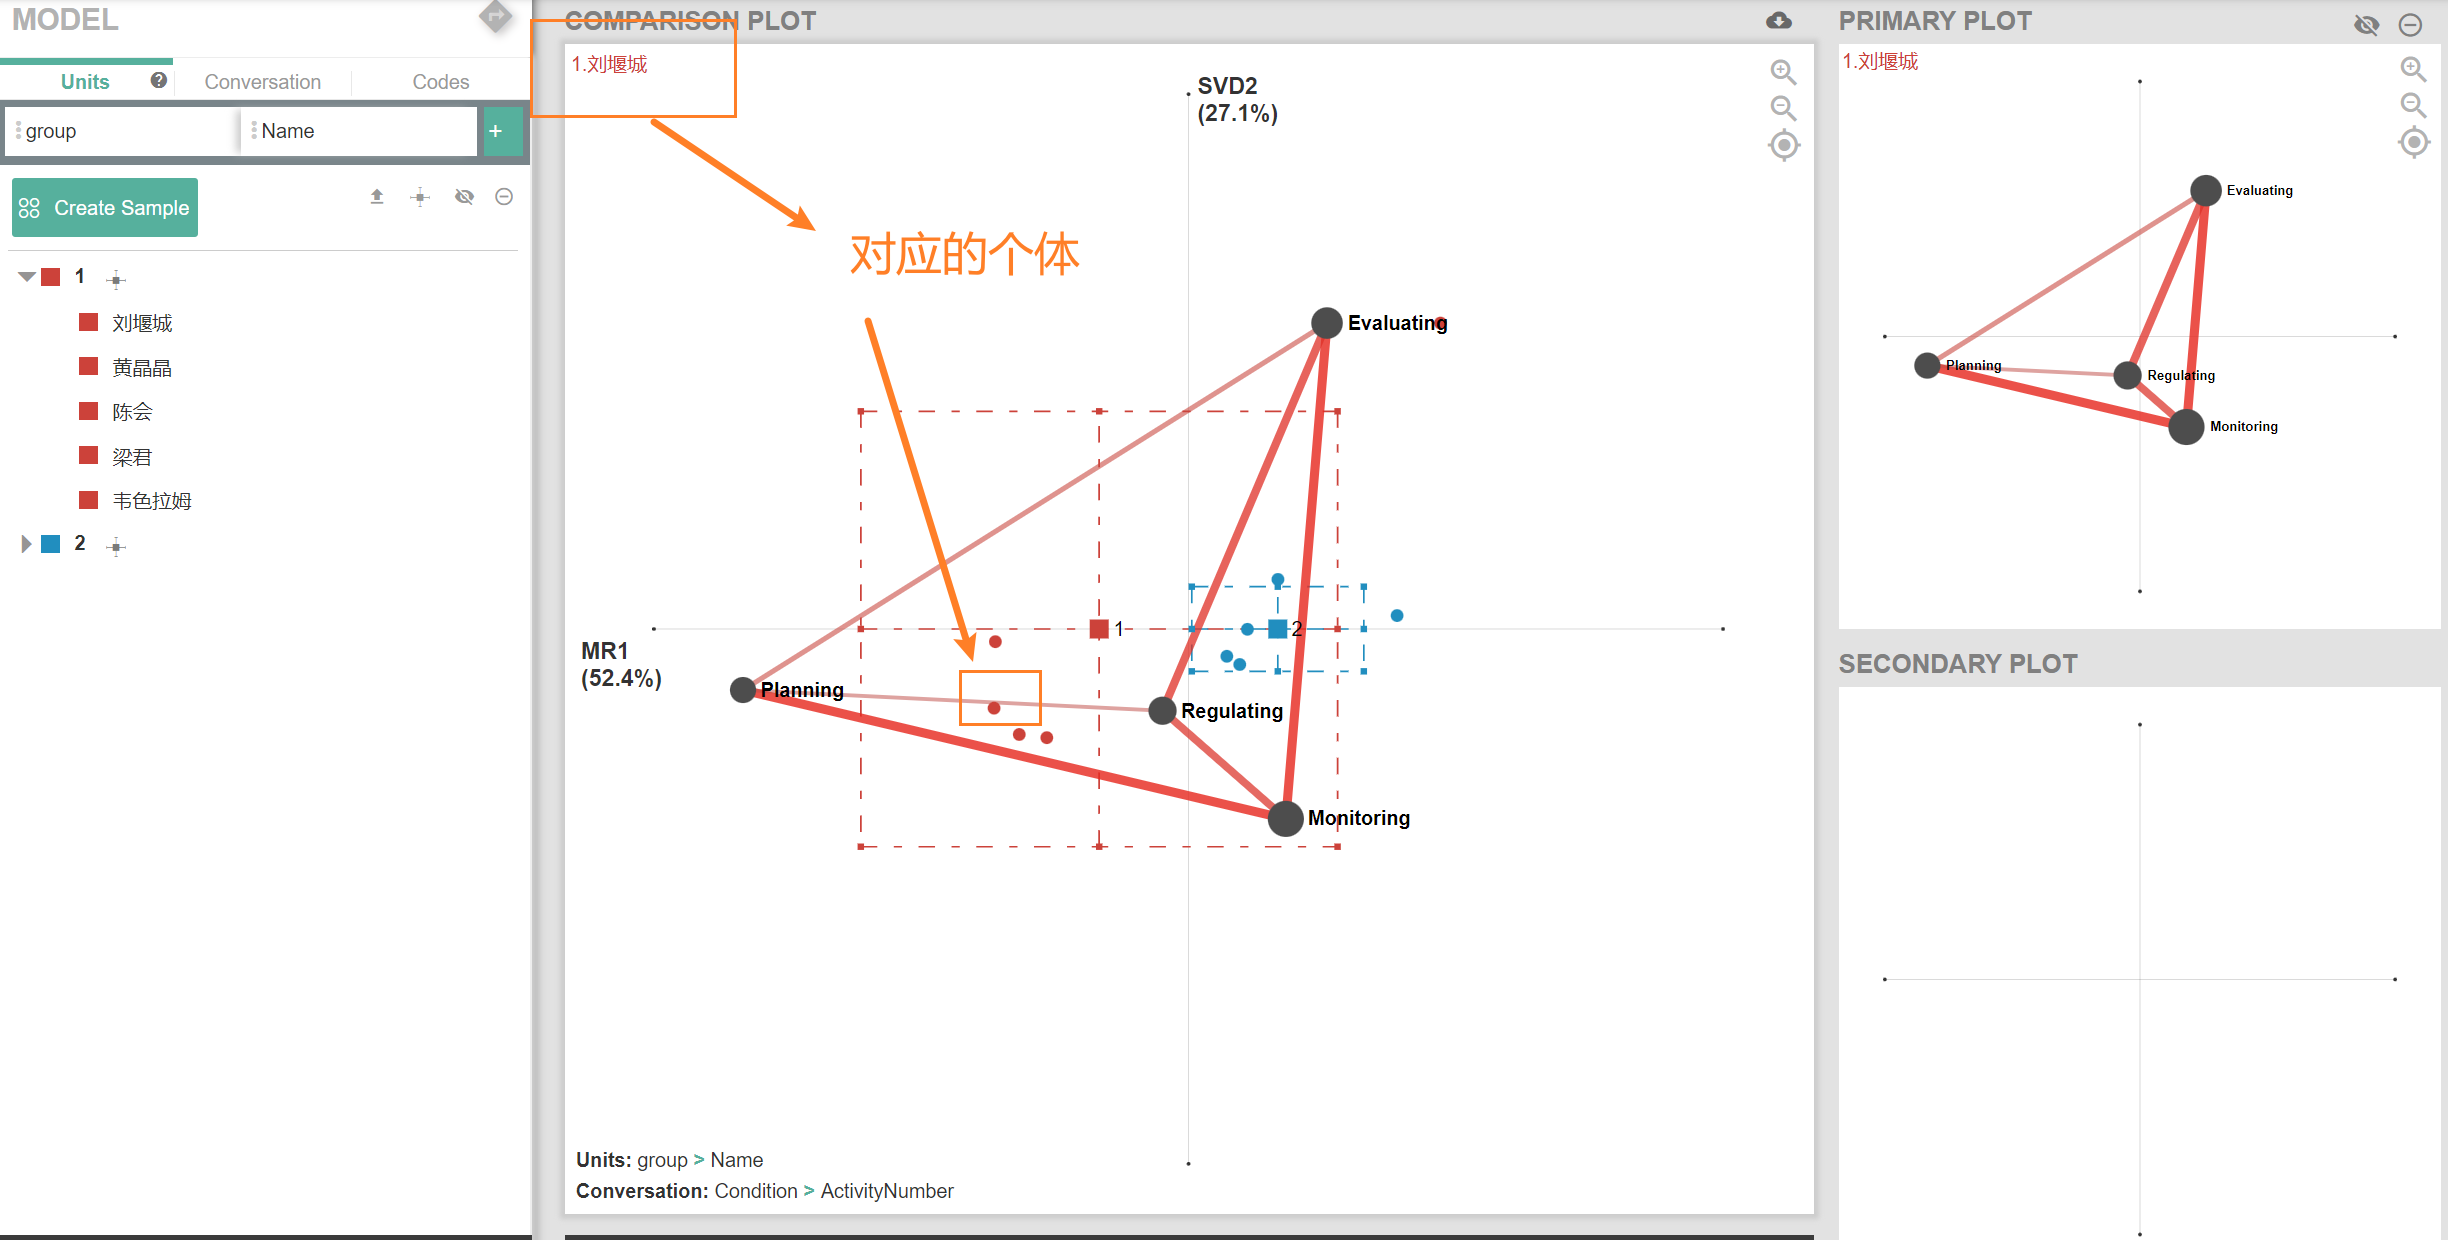 MODEL
Units
Conversation
Codes
group
Name
+
Create Sample
1
刘堰城
黄晶晶
陈会
梁君
韦色拉姆
2
COMPARISON PLOT
1.刘堰城
SVD2
(27.1%)
对应的个体
Evaluating
1
2
MR1
(52.4%)
Planning
Regulating
Monitoring
Units: group > Name
Conversation: Condition > ActivityNumber
PRIMARY PLOT
1.刘堰城
Evaluating
Planning
Regulating
Monitoring
SECONDARY PLOT